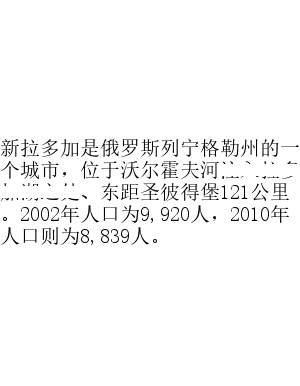 新拉多加是俄罗斯列宁格勒州的一
个城市，位于沃尔霍夫河
之处、东距圣彼得堡121公里
。2002年人口为9,920人，2010年
人口则为8,839人。